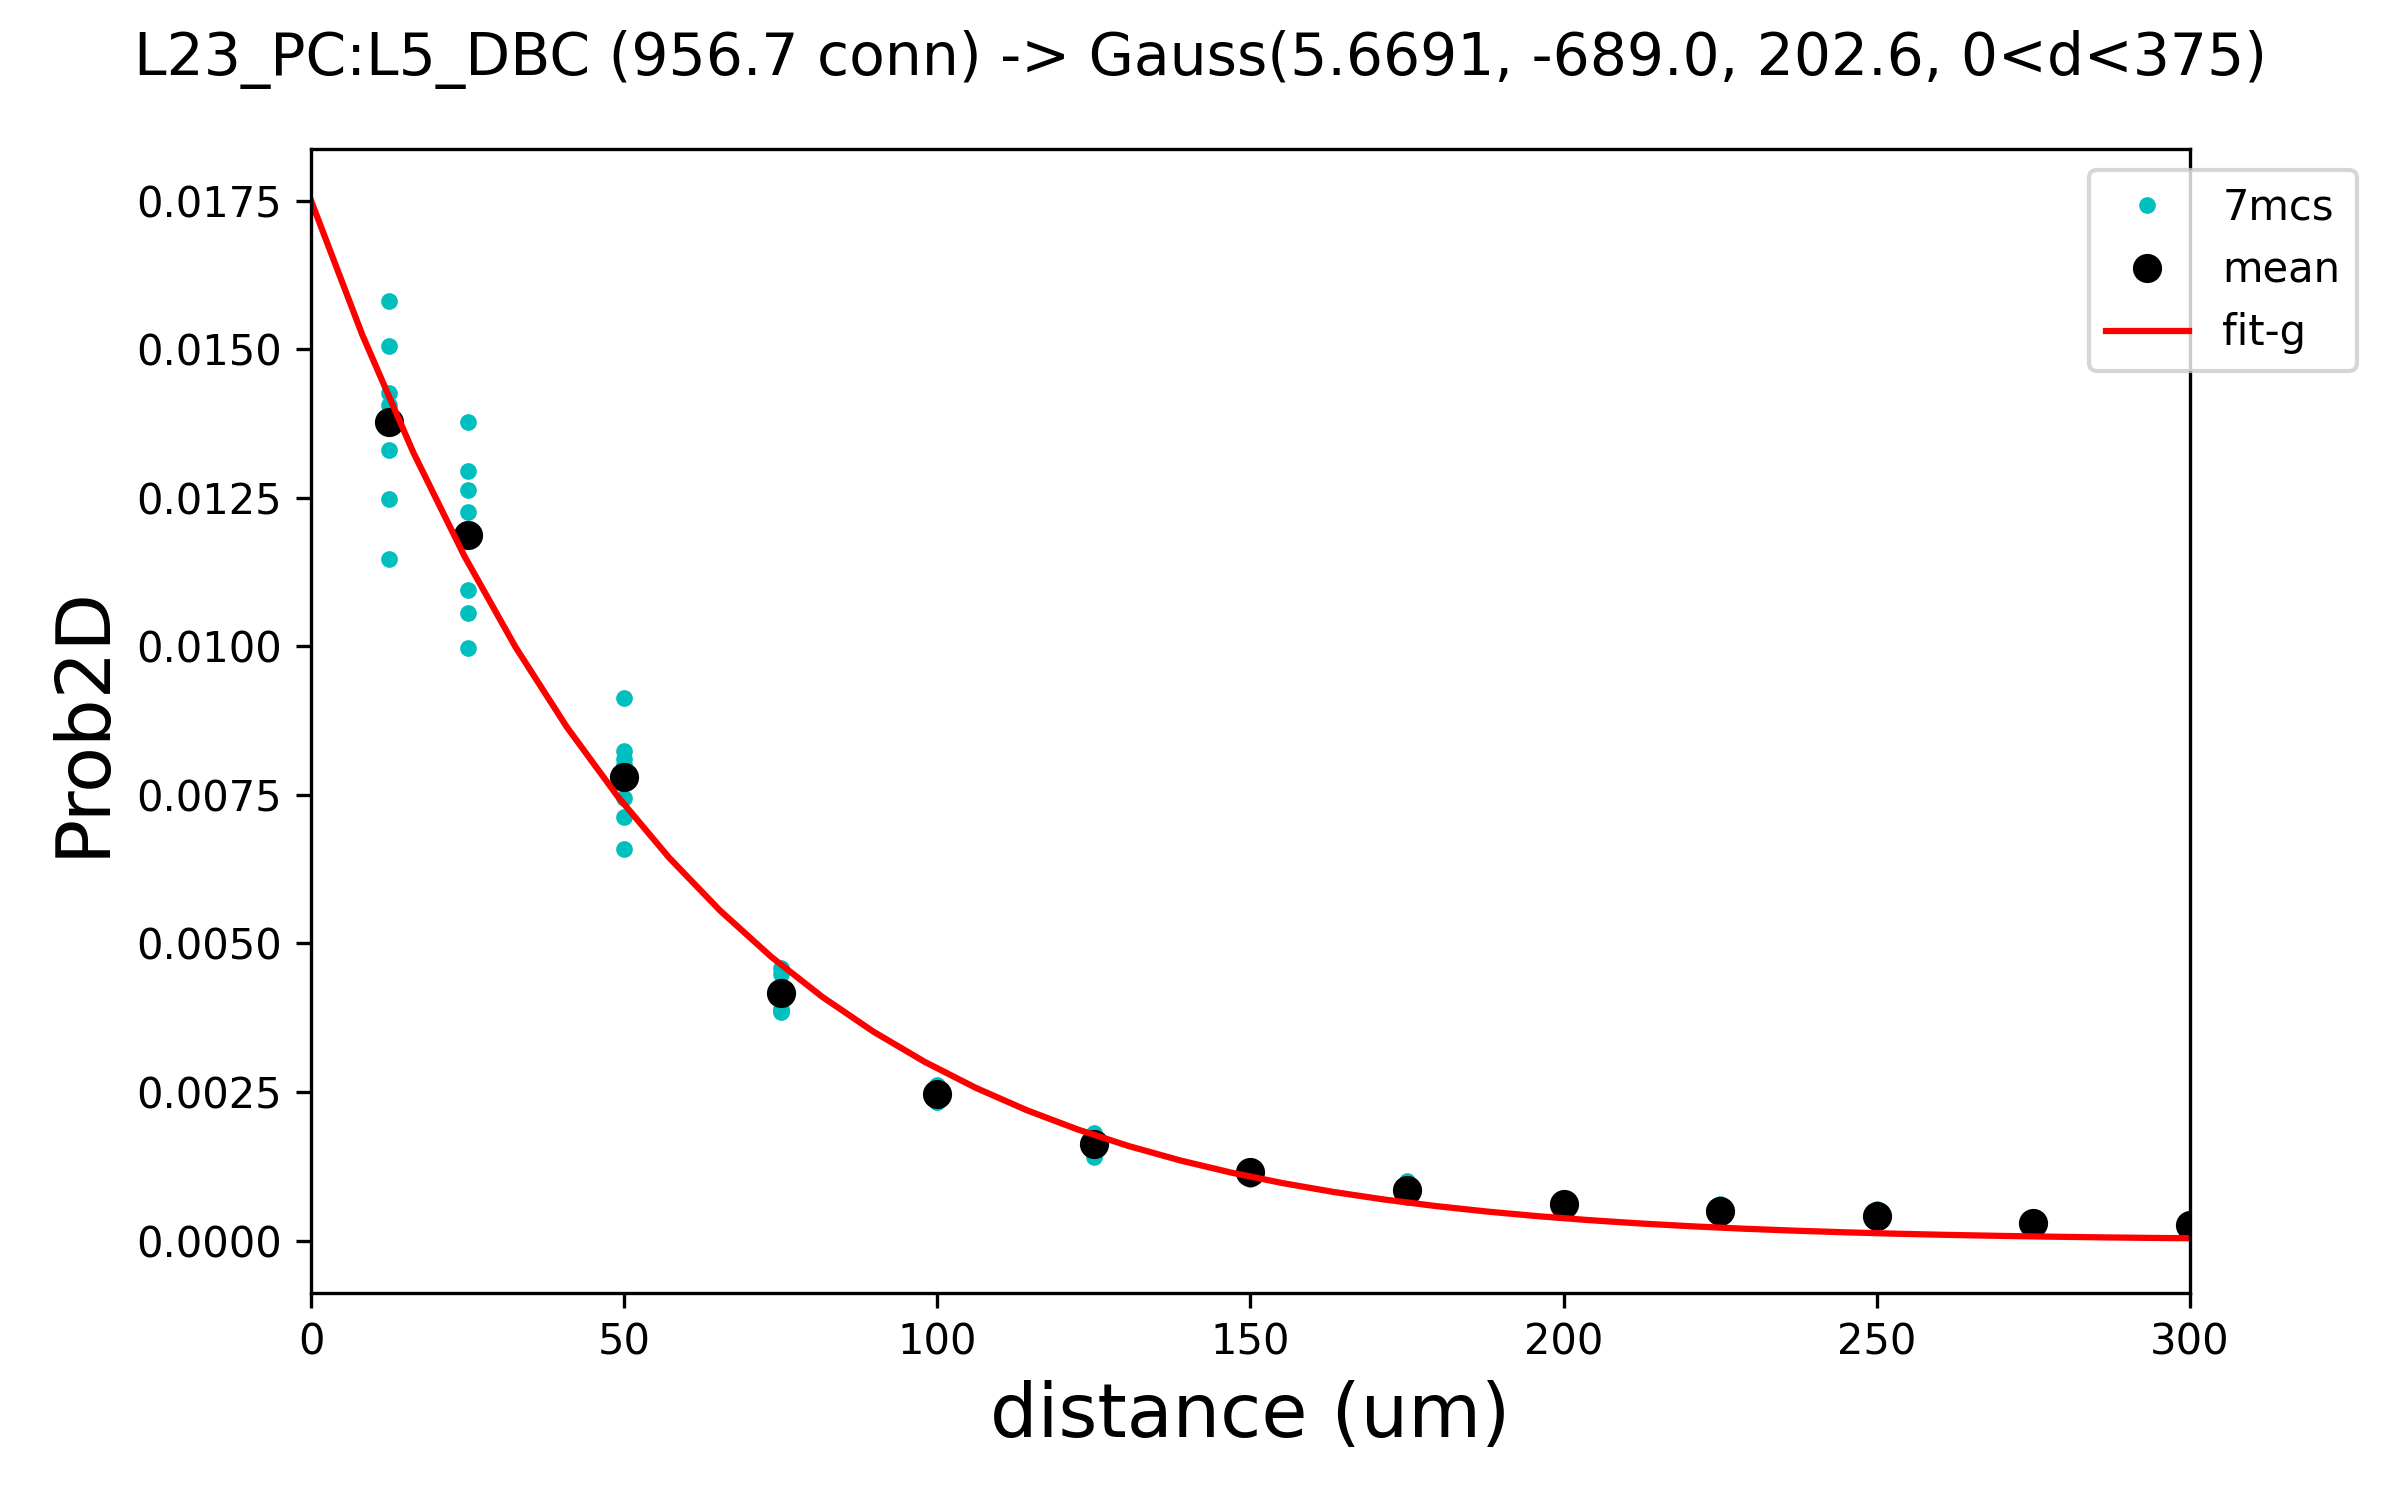 L23_PC:L5_DBC (956.7 conn) -> Gauss(5.6691, -689.0, 202.6, 0<d<375)
7mcs
mean
fit-g
Prob2D
0.0175
0.0150
0.0125
0.0100
0.0075
0.0050
0.0025
0.0000
0 50 100 150 200 250 300
distance (um)